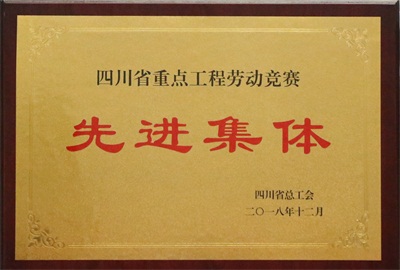 四川省重点工程劳动竞赛
先进集体
四川省总工会
二〇一八年十二月